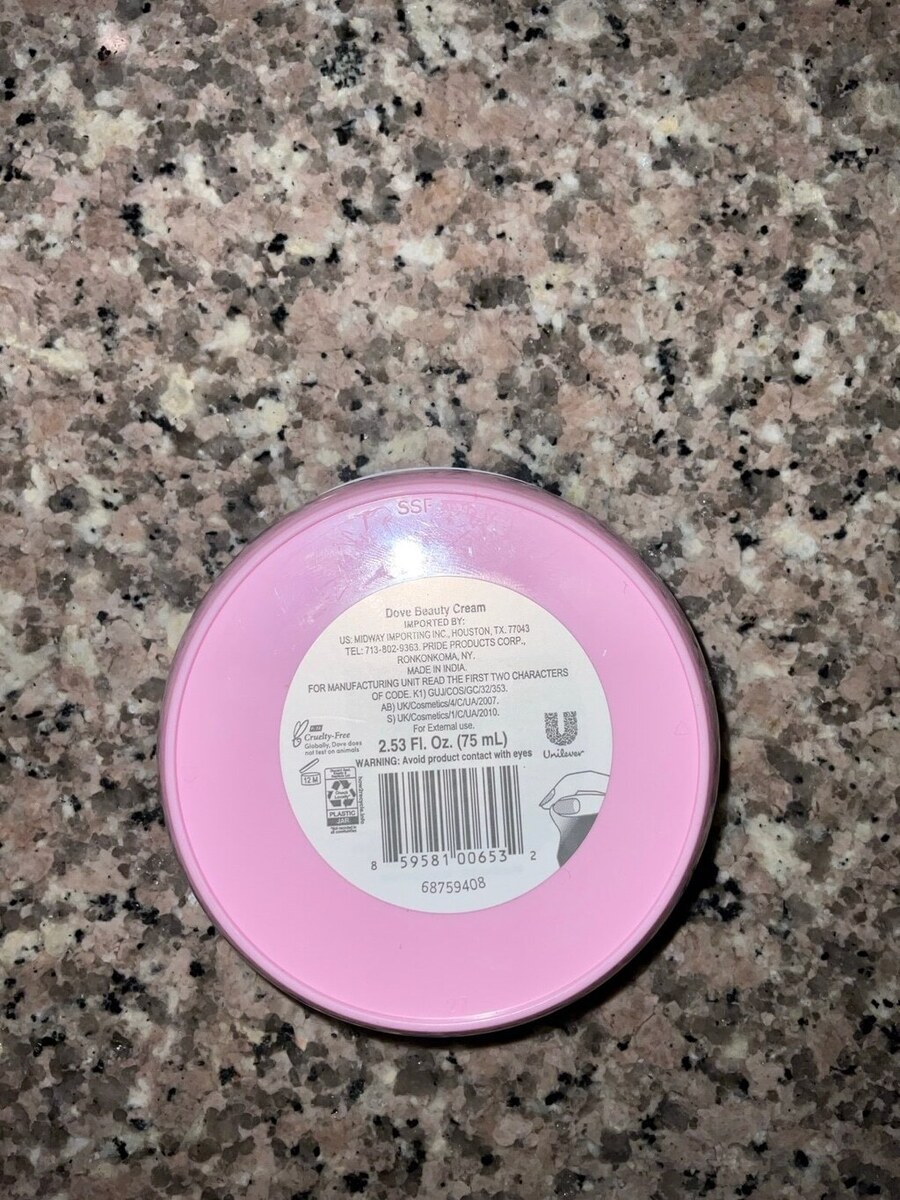 SSF
Dove Beauty Cream
IMPORTED BY:
US: MIDWAY IMPORTING INC., HOUSTON, TX. 77043
TEL: 713-802-9363. PRIDE PRODUCTS CORP.,
RONKONKOMA, NY.
MADE IN INDIA.
FOR MANUFACTURING UNIT READ THE FIRST TWO CHARACTERS
OF CODE. K1) GUJ/COS/GC/32/353.
AB) UK/Cosmetics/4/C/UA/2007.
S) UK/Cosmetics/1/C/UA/2010.
For External use.
Cruelty-Free
Globally, Dove does
not test on animals
2.53 Fl. Oz. (75 mL)
WARNING: Avoid product contact with eyes
Unilever
12 M
PLASTIC
JAR
8 59581 00653 2
68759408